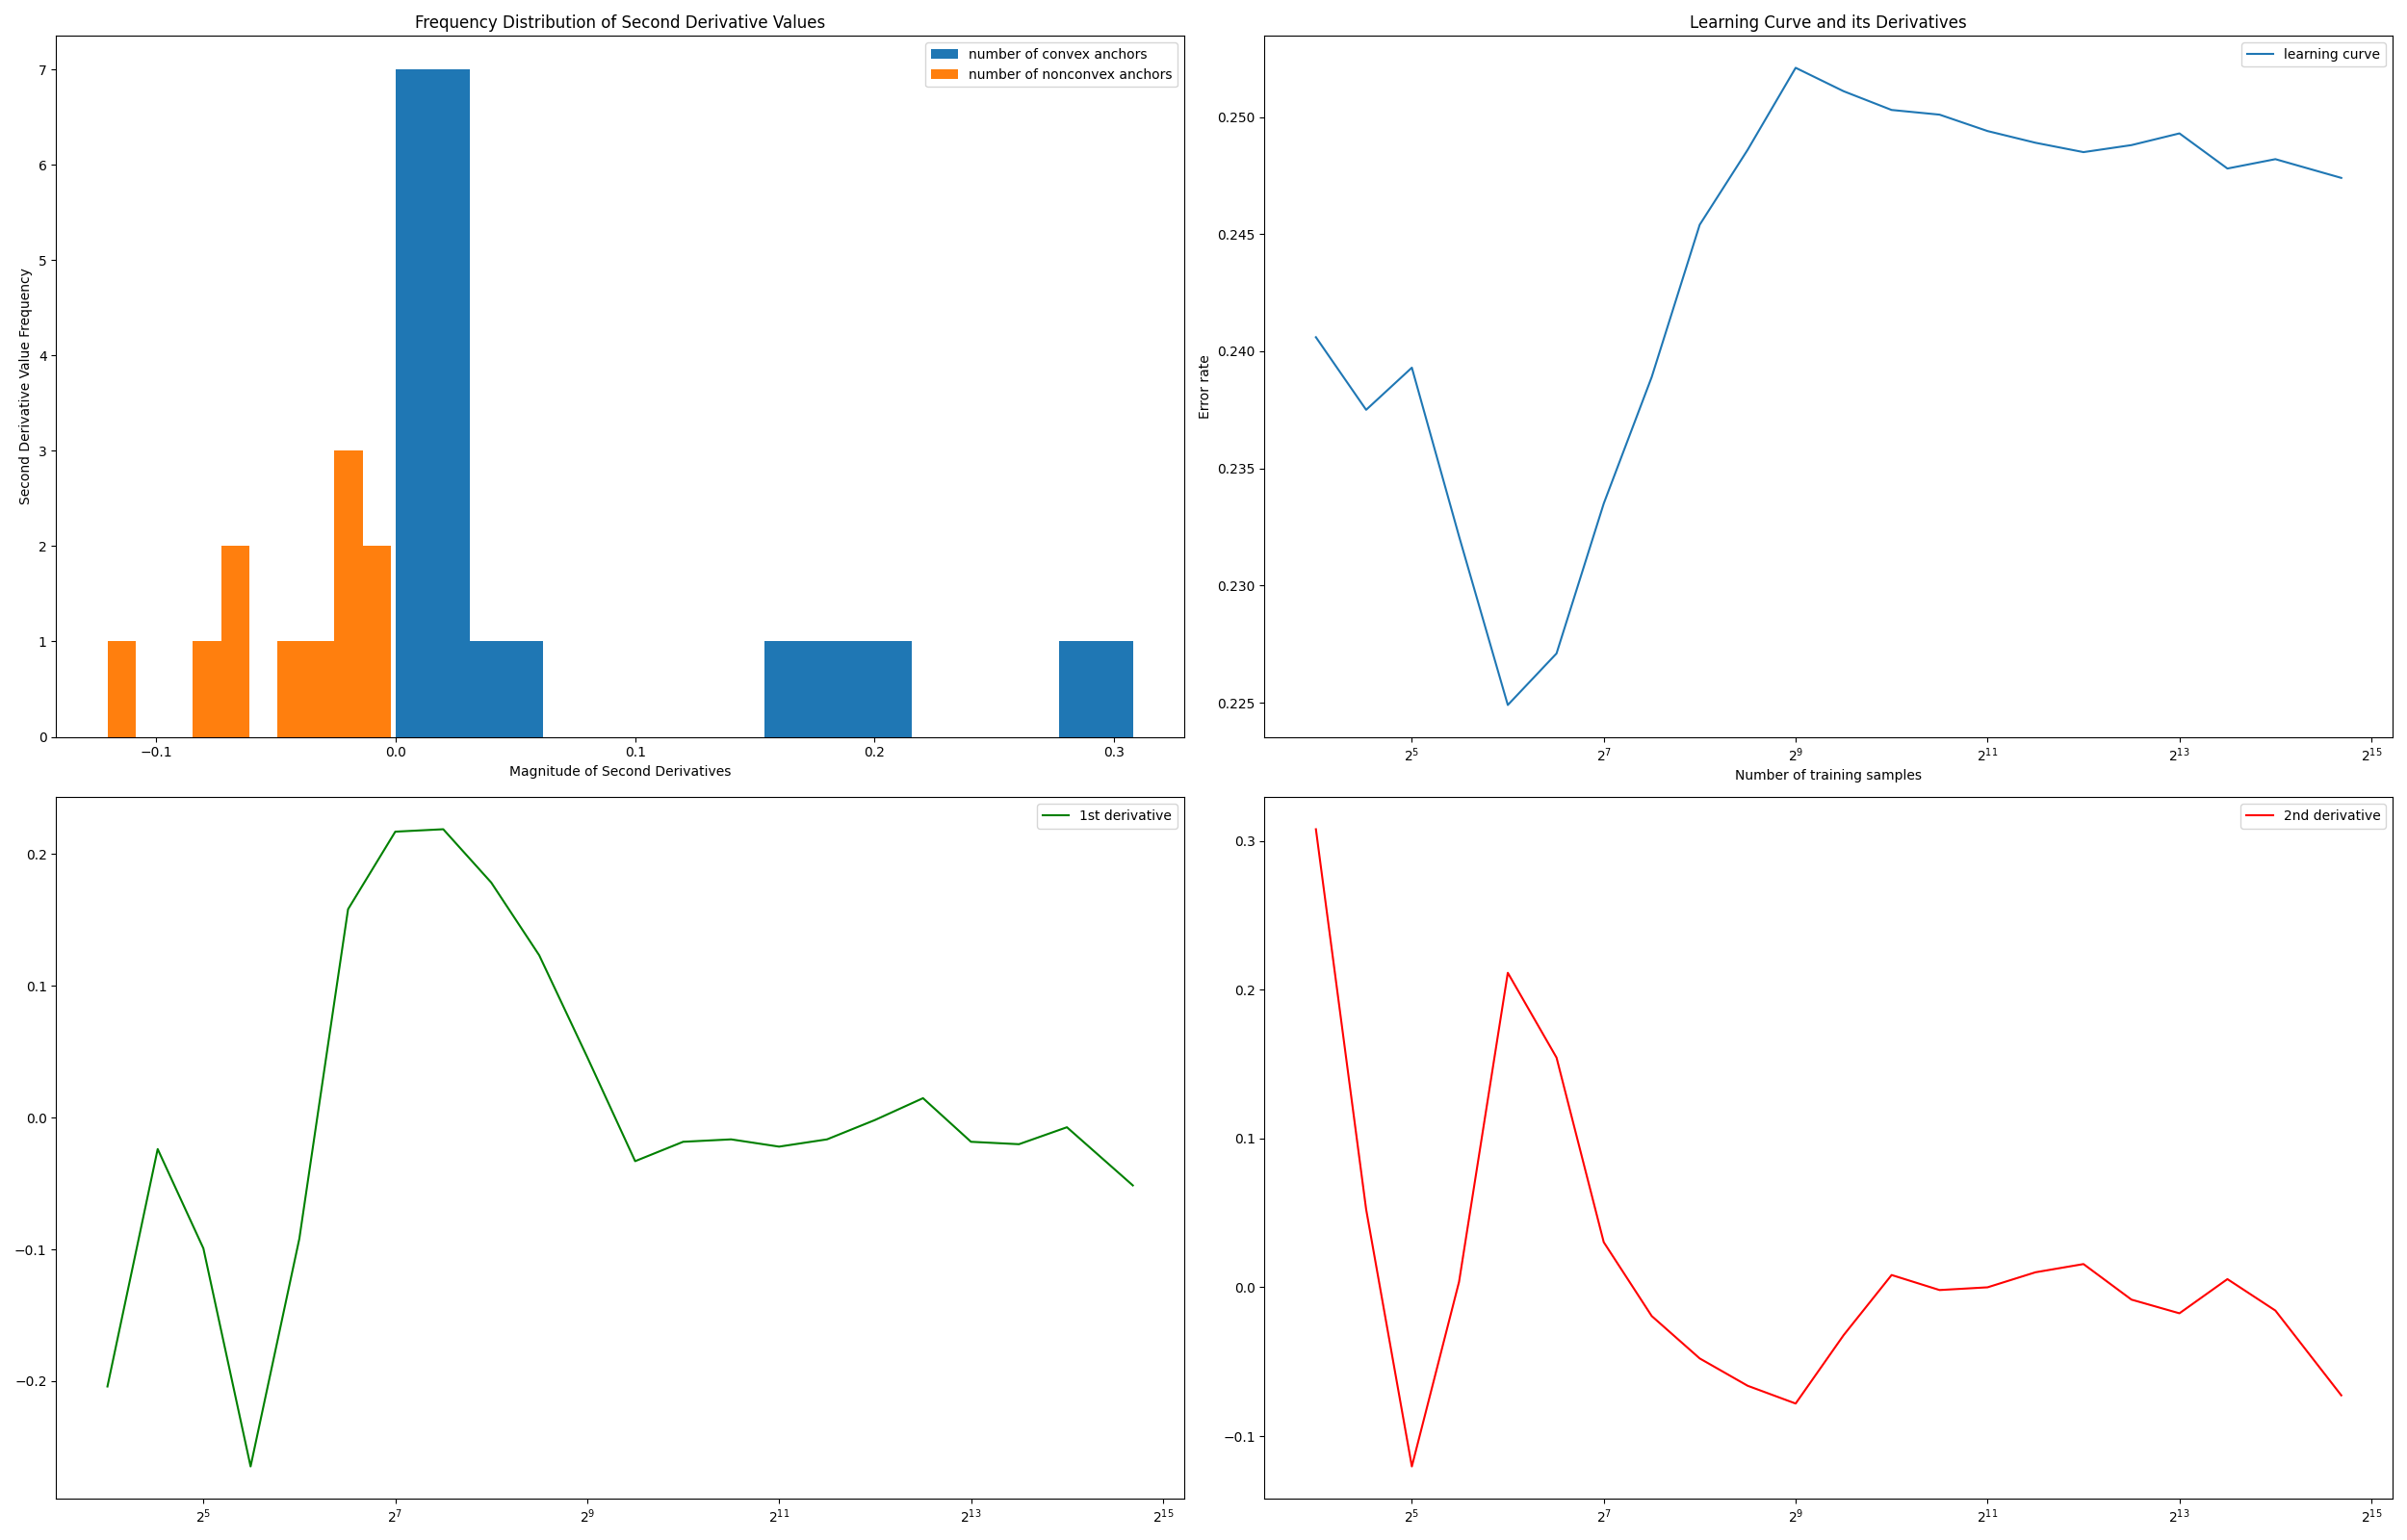 Frequency Distribution of Second Derivative Values
number of convex anchors
number of nonconvex anchors
Second Derivative Value Frequency
7
6
5
4
3
2
1
0
−0.1 0.0 0.1 0.2 0.3
Magnitude of Second Derivatives
Learning Curve and its Derivatives
learning curve
Error rate
0.250
0.245
0.240
0.235
0.230
0.225
2^5 2^7 2^9 2^11 2^13 2^15
Number of training samples
1st derivative
0.2
0.1
0.0
−0.1
−0.2
2^5 2^7 2^9 2^11 2^13 2^15
2nd derivative
0.3
0.2
0.1
0.0
−0.1
2^5 2^7 2^9 2^11 2^13 2^15